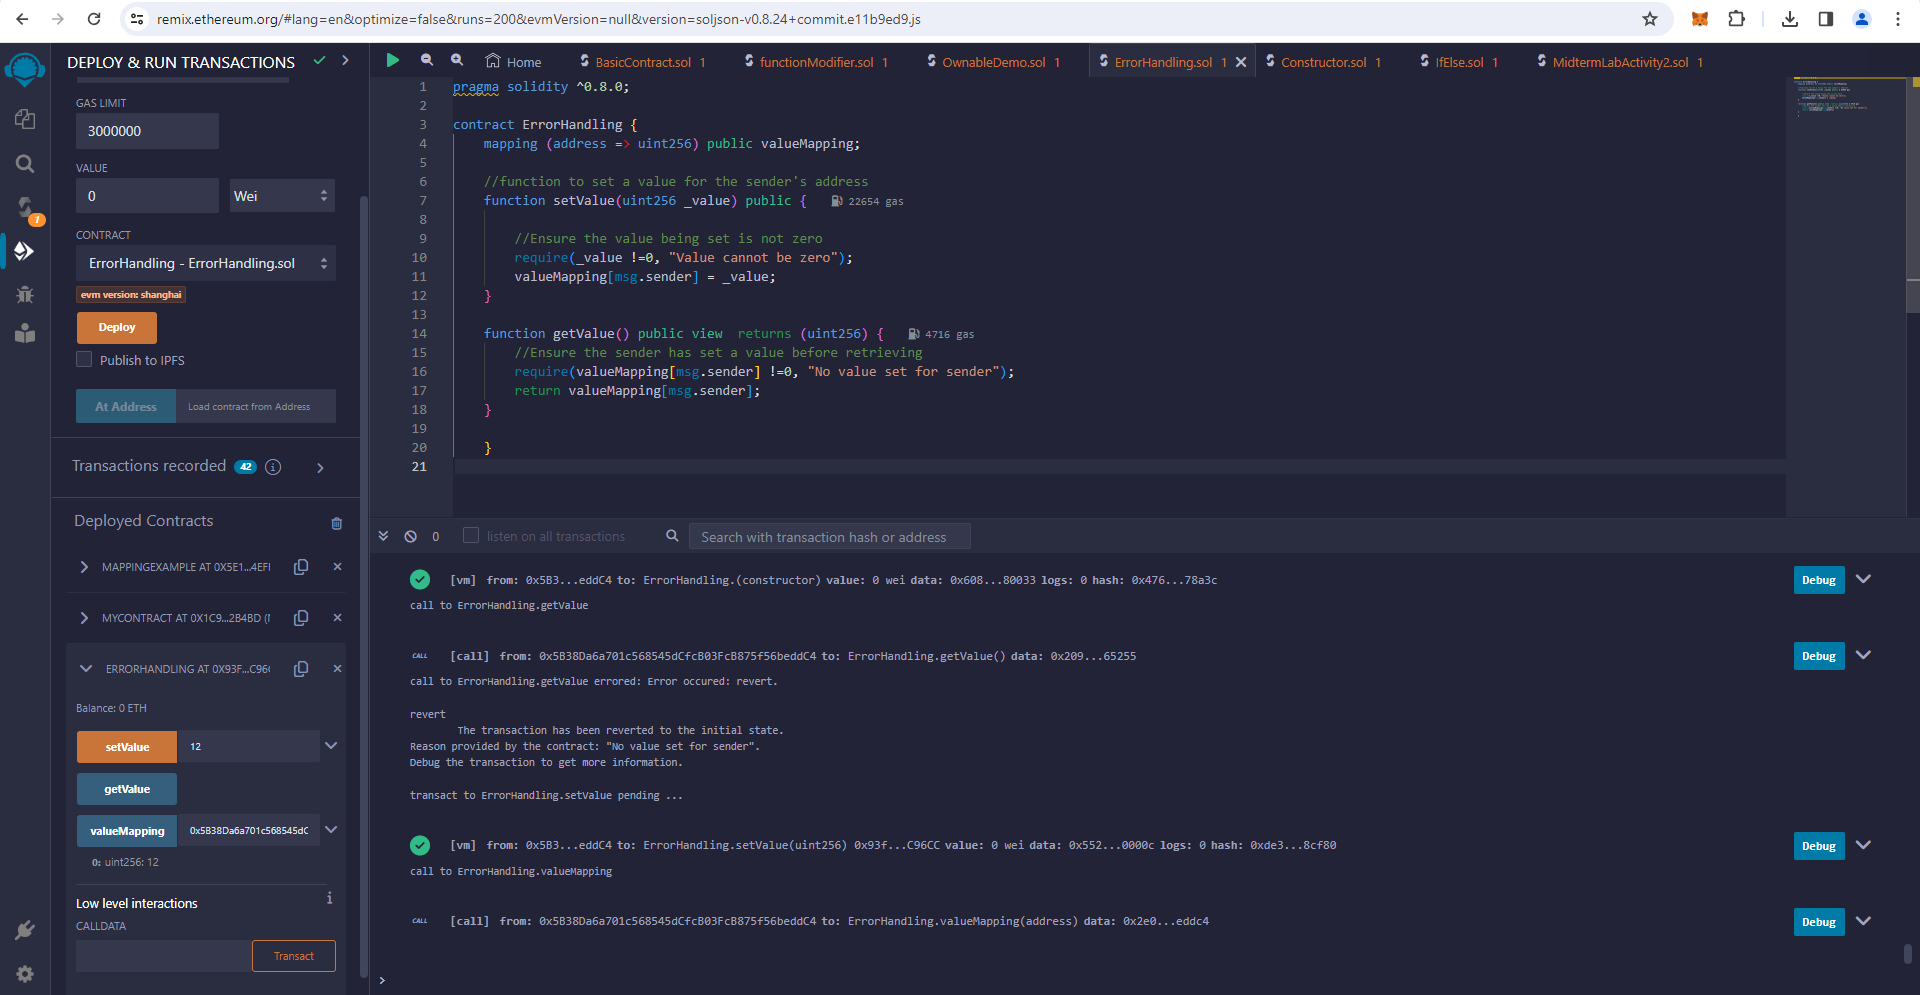 remix.ethereum.org/#lang=en&optimize=false&runs=200&evmVersion=null&version=soljson-v0.8.24+commit.e11b9ed9.js
DEPLOY & RUN TRANSACTIONS
GAS LIMIT
3000000
VALUE
0
Wei
CONTRACT
ErrorHandling - ErrorHandling.sol
evm version: shanghai
Deploy
Publish to IPFS
At Address
Load contract from Address
Transactions recorded 42
Deployed Contracts
MAPPINGEXAMPLE AT 0X5E1...4EFI
MYCONTRACT AT 0X1C9...2B4BD (
ERRORHANDLING AT 0X93F...C96C
Balance: 0 ETH
setValue 12
getValue
valueMapping 0x5B38Da6a701c568545dC
0: uint256: 12
Low level interactions
CALLDATA
Transact
1
Home
BasicContract.sol 1
functionModifier.sol 1
OwnableDemo.sol 1
ErrorHandling.sol 1
Constructor.sol 1
IfElse.sol 1
MidtermLabActivity2.sol 1
1 pragma solidity ^0.8.0;
2
3 contract ErrorHandling {
4 mapping (address => uint256) public valueMapping;
5
6 //function to set a value for the sender's address
7 function setValue(uint256 _value) public { 22654 gas
8
9 //Ensure the value being set is not zero
10 require(_value !=0, "Value cannot be zero");
11 valueMapping[msg.sender] = _value;
12 }
13
14 function getValue() public view  returns (uint256) { 4716 gas
15 //Ensure the sender has set a value before retrieving
16 require(valueMapping[msg.sender] !=0, "No value set for sender");
17 return valueMapping[msg.sender];
18 }
19
20 }
21
0
listen on all transactions
Search with transaction hash or address
[vm] from: 0x5B3...eddC4 to: ErrorHandling.(constructor) value: 0 wei data: 0x608...80033 logs: 0 hash: 0x476...78a3c
Debug
call to ErrorHandling.getValue
CALL [call] from: 0x5B38Da6a701c568545dCfcB03FcB875f56beddC4 to: ErrorHandling.getValue() data: 0x209...65255
Debug
call to ErrorHandling.getValue errored: Error occured: revert.
revert
The transaction has been reverted to the initial state.
Reason provided by the contract: "No value set for sender".
Debug the transaction to get more information.
transact to ErrorHandling.setValue pending ...
[vm] from: 0x5B3...eddC4 to: ErrorHandling.setValue(uint256) 0x93f...C96CC value: 0 wei data: 0x552...0000c logs: 0 hash: 0xde3...8cf80
Debug
call to ErrorHandling.valueMapping
CALL [call] from: 0x5B38Da6a701c568545dCfcB03FcB875f56beddC4 to: ErrorHandling.valueMapping(address) data: 0x2e0...eddc4
Debug
>